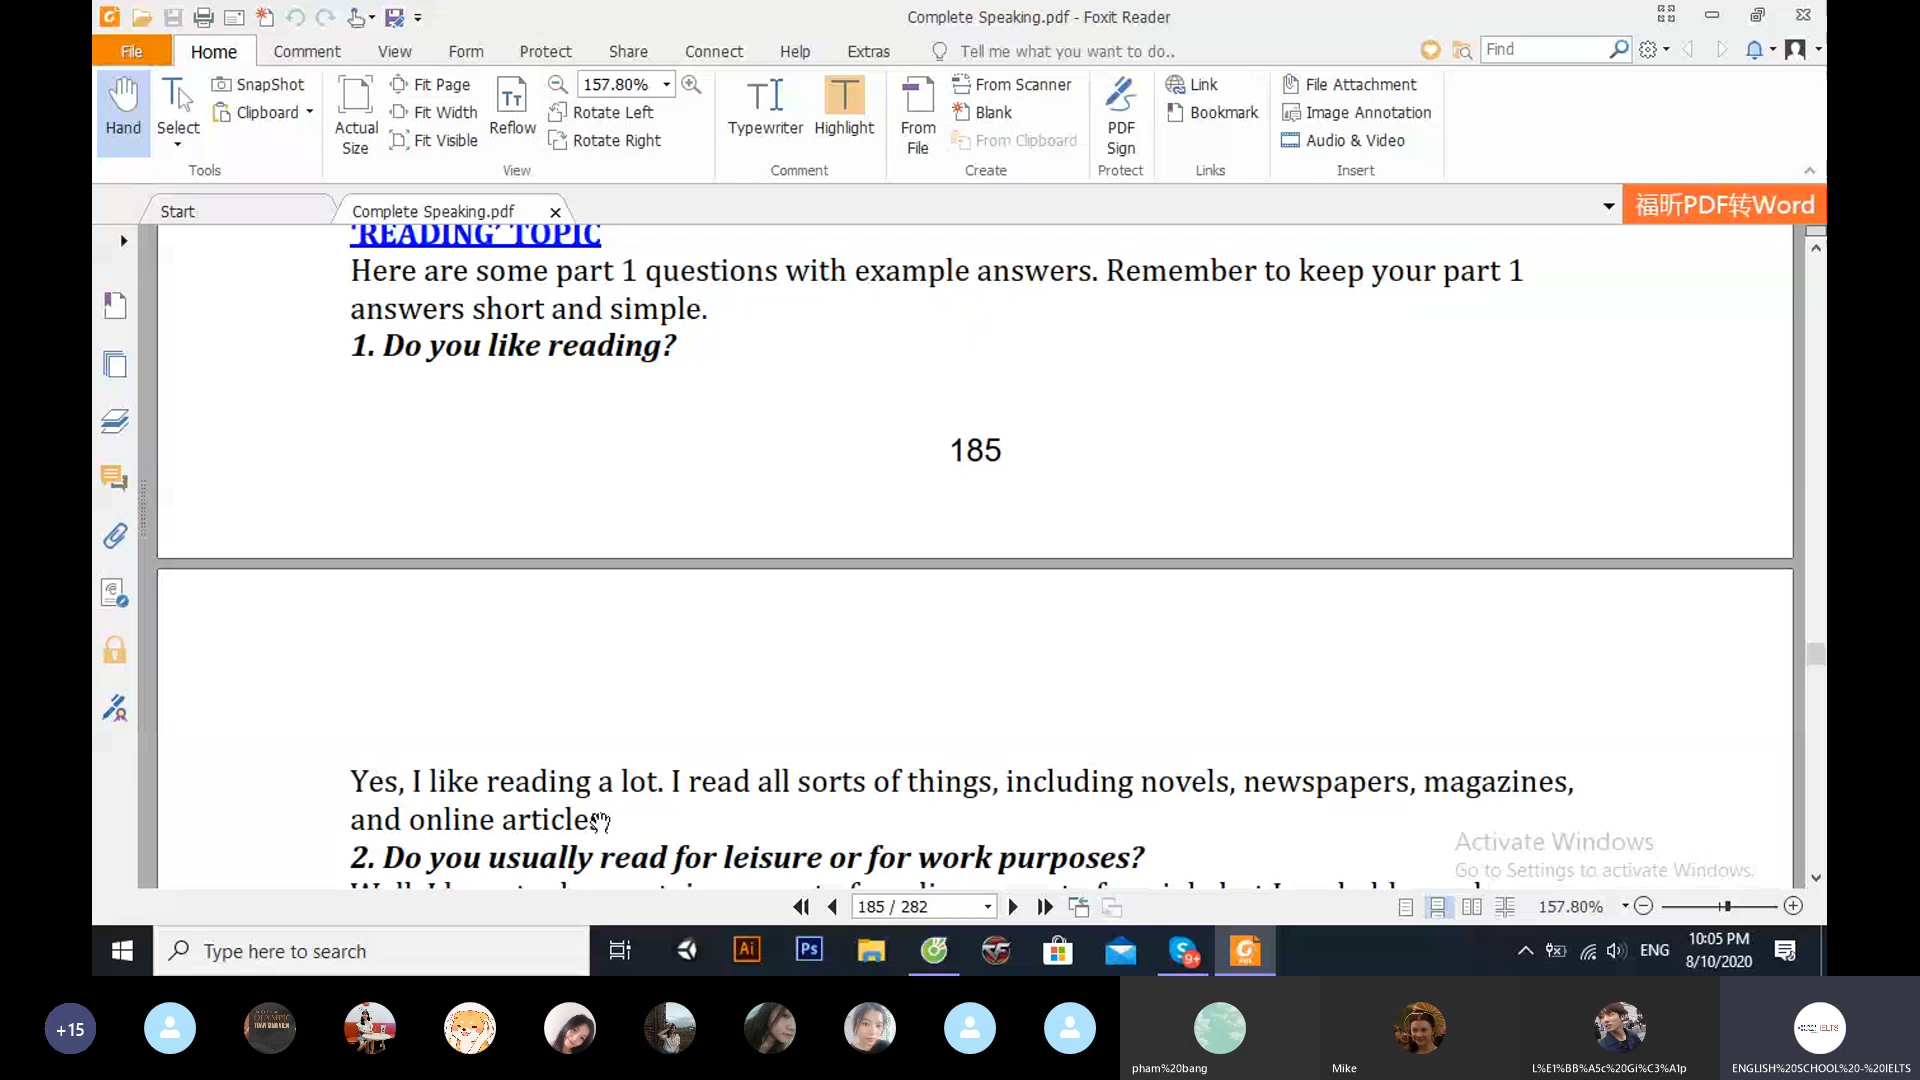 Complete Speaking.pdf - Foxit Reader
File Home Comment View Form Protect Share Connect Help Extras Tell me what you want to do.. Find
SnapShot Fit Page 157.80% From Scanner Link File Attachment
Clipboard Fit Width Rotate Left Blank Bookmark Image Annotation
Hand Select Actual Size Fit Visible Reflow Rotate Right Typewriter Highlight From File From Clipboard PDF Sign Audio & Video
Tools View Comment Create Protect Links Insert
Start Complete Speaking.pdf 福昕PDF转Word
‘READING’ TOPIC
Here are some part 1 questions with example answers. Remember to keep your part 1
answers short and simple.
1. Do you like reading?
185
Yes, I like reading a lot. I read all sorts of things, including novels, newspapers, magazines,
and online articles
2. Do you usually read for leisure or for work purposes?
Activate Windows
Go to Settings to activate Windows.
185 / 282 157.80%
Type here to search Ai Ps 9+ ENG 10:05 PM
8/10/2020
+15
pham%20bang Mike L%E1%BB%A5c%20Gi%C3%A1p ENGLISH%20SCHOOL%20-%20IELTS